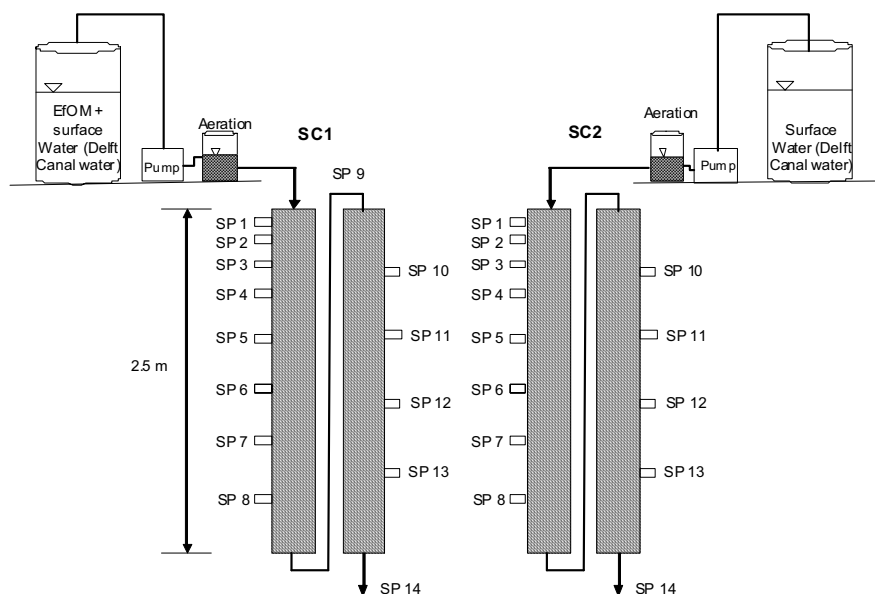 EfOM +
surface
Water (Delft
Canal water)
Pump
Aeration
SC1
SP 9
SP 1
SP 2
SP 3
SP 4
SP 5
SP 6
SP 7
SP 8
2.5 m
SP 10
SP 11
SP 12
SP 13
SP 14
SC2
Aeration
Pump
Surface
Water (Delft
Canal water)
SP 1
SP 2
SP 3
SP 4
SP 5
SP 6
SP 7
SP 8
SP 10
SP 11
SP 12
SP 13
SP 14